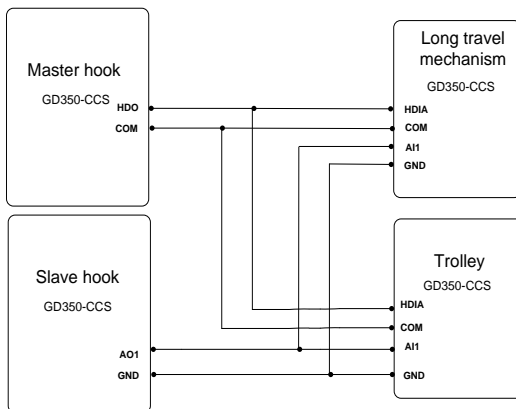 Master hook
GD350-CCS
HDO
COM
Long travel
mechanism
GD350-CCS
HDIA
COM
AI1
GND
Slave hook
GD350-CCS
AO1
GND
Trolley
GD350-CCS
HDIA
COM
AI1
GND